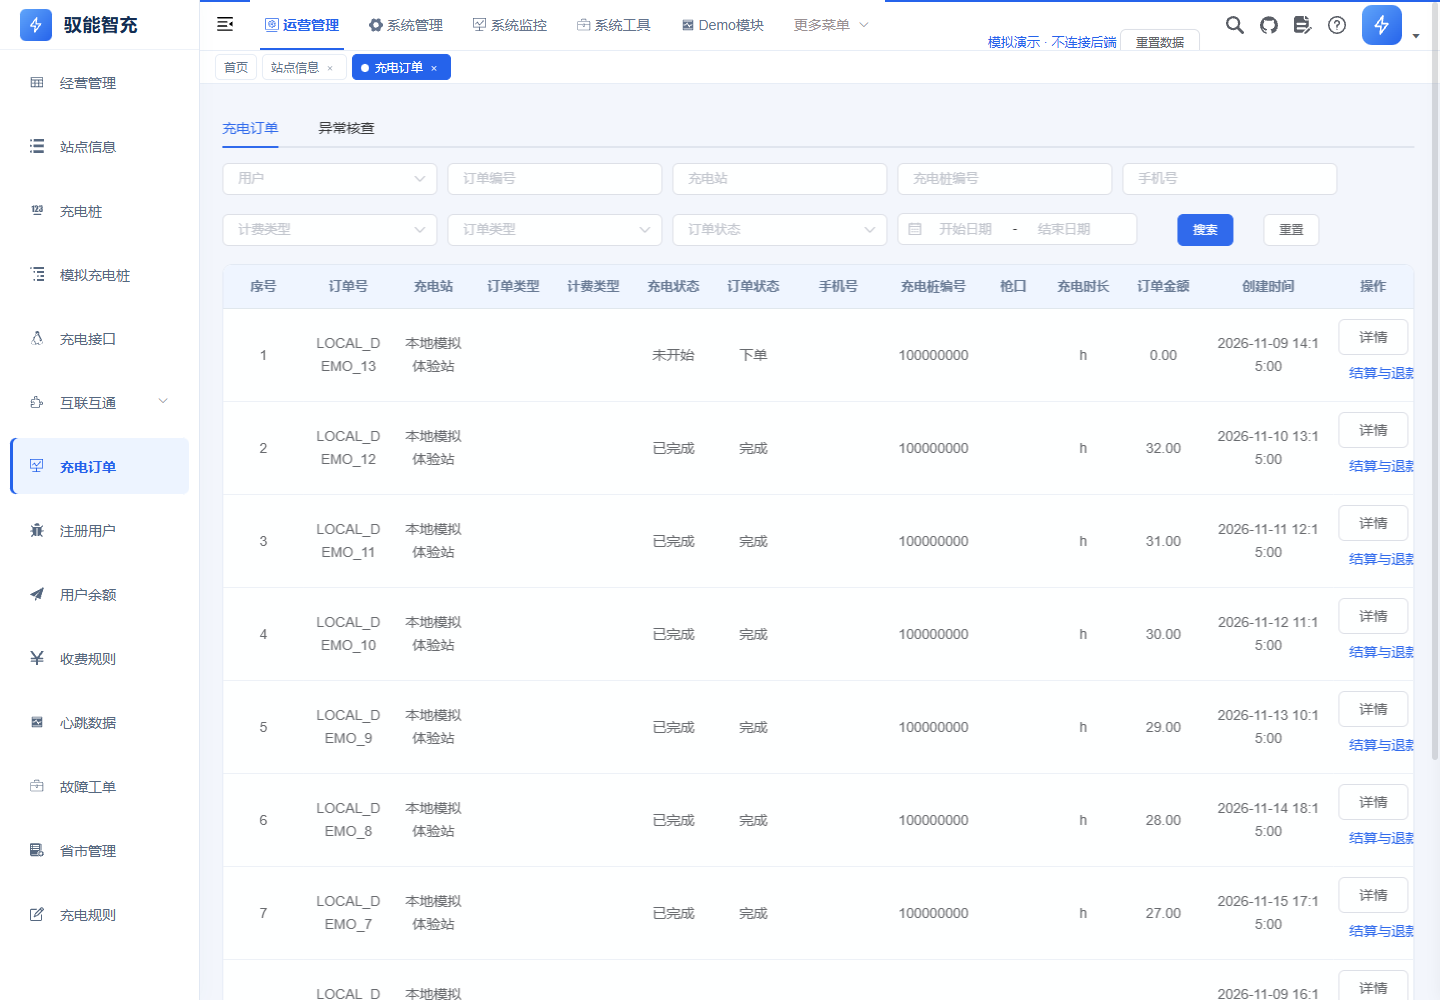 驭能智充
运营管理
系统管理
系统监控
系统工具
Demo模块
更多菜单
模拟演示 · 不连接后端
重置数据
首页
站点信息 ×
充电订单 ×
经营管理
站点信息
充电桩
模拟充电桩
充电接口
互联互通
充电订单
注册用户
用户余额
收费规则
心跳数据
故障工单
省市管理
充电规则
充电订单
异常核查
用户
订单编号
充电站
充电桩编号
手机号
计费类型
订单类型
订单状态
开始日期 - 结束日期
搜索
重置
序号 订单号 充电站 订单类型 计费类型 充电状态 订单状态 手机号 充电桩编号 枪口 充电时长 订单金额 创建时间 操作
1 LOCAL_D 本地模拟 未开始 下单 100000000 h 0.00 2026-11-09 14:1 详情
EMO_13 体验站 5:00 结算与退款
2 LOCAL_D 本地模拟 已完成 完成 100000000 h 32.00 2026-11-10 13:1 详情
EMO_12 体验站 5:00 结算与退款
3 LOCAL_D 本地模拟 已完成 完成 100000000 h 31.00 2026-11-11 12:1 详情
EMO_11 体验站 5:00 结算与退款
4 LOCAL_D 本地模拟 已完成 完成 100000000 h 30.00 2026-11-12 11:1 详情
EMO_10 体验站 5:00 结算与退款
5 LOCAL_D 本地模拟 已完成 完成 100000000 h 29.00 2026-11-13 10:1 详情
EMO_9 体验站 5:00 结算与退款
6 LOCAL_D 本地模拟 已完成 完成 100000000 h 28.00 2026-11-14 18:1 详情
EMO_8 体验站 5:00 结算与退款
7 LOCAL_D 本地模拟 已完成 完成 100000000 h 27.00 2026-11-15 17:1 详情
EMO_7 体验站 5:00 结算与退款
LOCAL_D 本地模拟 2026-11-09 16:1 详情